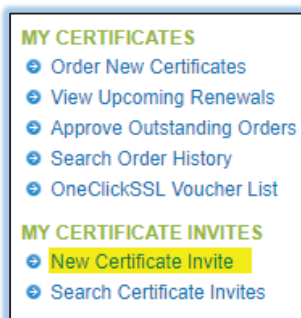 MY CERTIFICATES
Order New Certificates
View Upcoming Renewals
Approve Outstanding Orders
Search Order History
OneClickSSL Voucher List
MY CERTIFICATE INVITES
New Certificate Invite
Search Certificate Invites